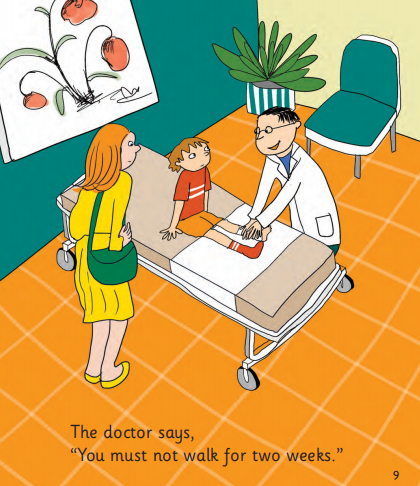 The doctor says,
“You must not walk for two weeks.”
9